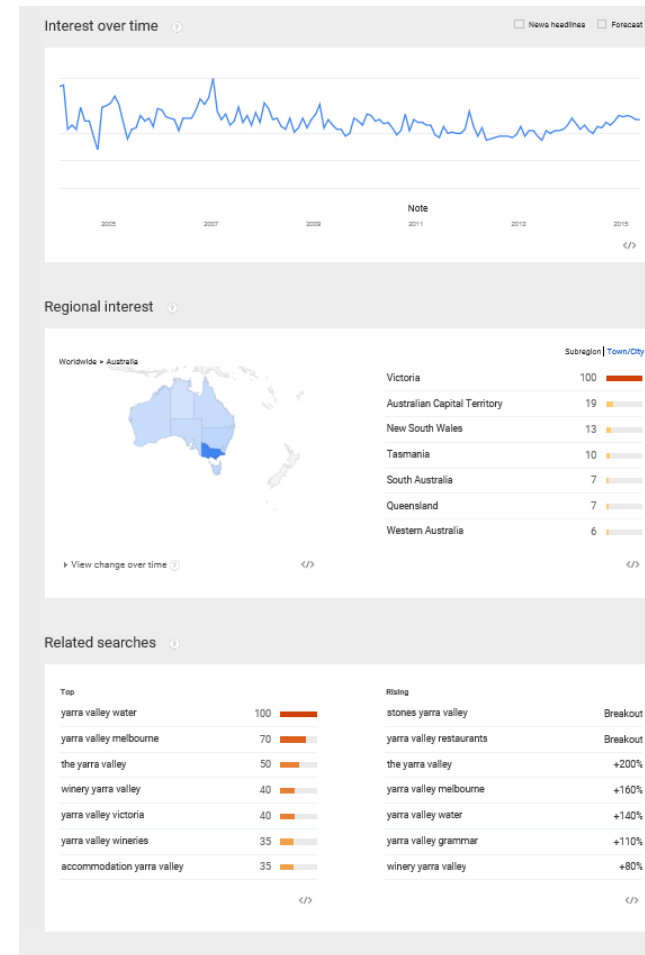 Interest over time ?
News headlines Forecast
Note
2005 2007 2009 2011 2013 2015
</>
Regional interest ?
Subregion | Town/City
Worldwide ▸ Australia
Victoria 100
Australian Capital Territory 19
New South Wales 13
Tasmania 10
South Australia 7
Queensland 7
Western Australia 6
View change over time ? </> </>
Related searches ?
Top Rising
yarra valley water 100 stones yarra valley Breakout
yarra valley melbourne 70 yarra valley restaurants Breakout
the yarra valley 50 the yarra valley +200%
winery yarra valley 40 yarra valley melbourne +160%
yarra valley victoria 40 yarra valley water +140%
yarra valley wineries 35 yarra valley grammar +110%
accommodation yarra valley 35 winery yarra valley +80%
</> </>